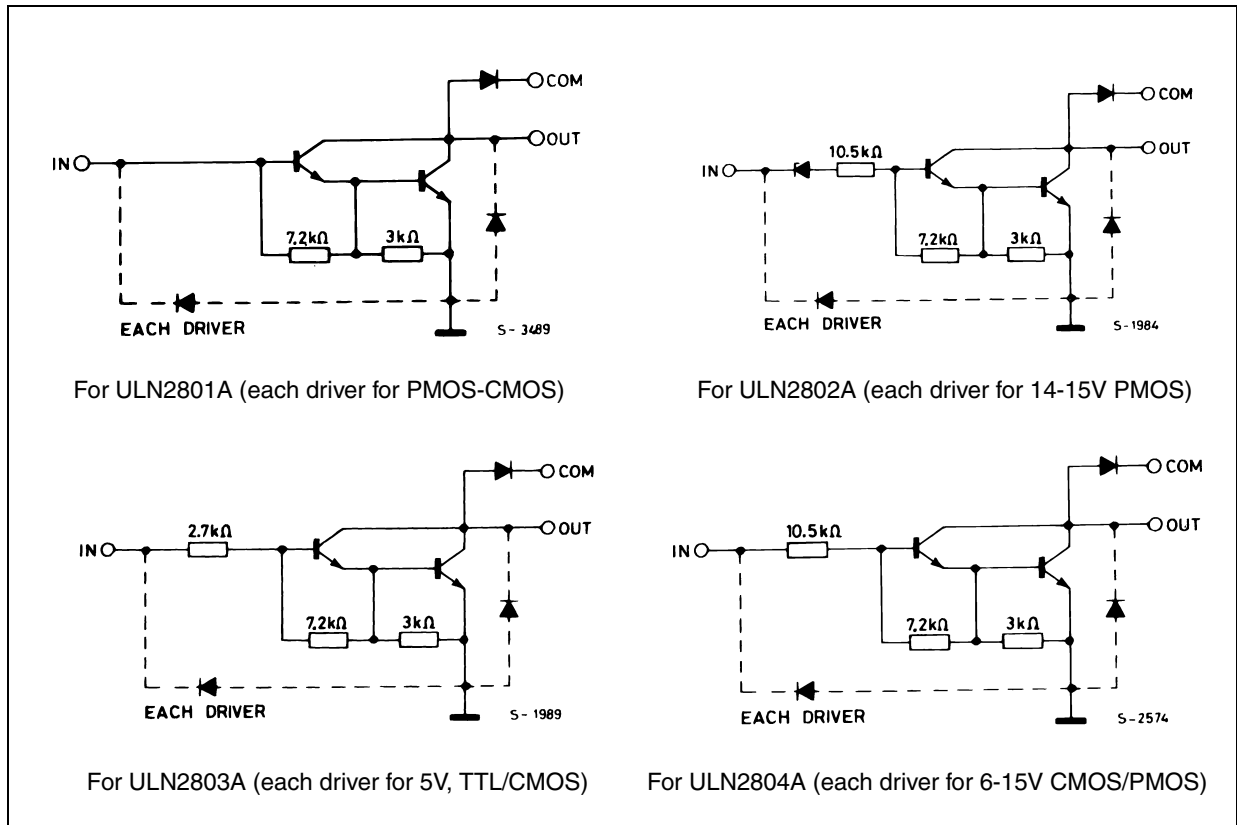 COM
OUT
IN
7.2kΩ
3kΩ
EACH DRIVER
S-3489
For ULN2801A (each driver for PMOS-CMOS)
COM
OUT
IN
10.5kΩ
7.2kΩ
3kΩ
EACH DRIVER
S-1984
For ULN2802A (each driver for 14-15V PMOS)
COM
OUT
2.7kΩ
IN
7.2kΩ
3kΩ
EACH DRIVER
S-1989
For ULN2803A (each driver for 5V, TTL/CMOS)
COM
OUT
10.5kΩ
IN
7.2kΩ
3kΩ
EACH DRIVER
S-2574
For ULN2804A (each driver for 6-15V CMOS/PMOS)